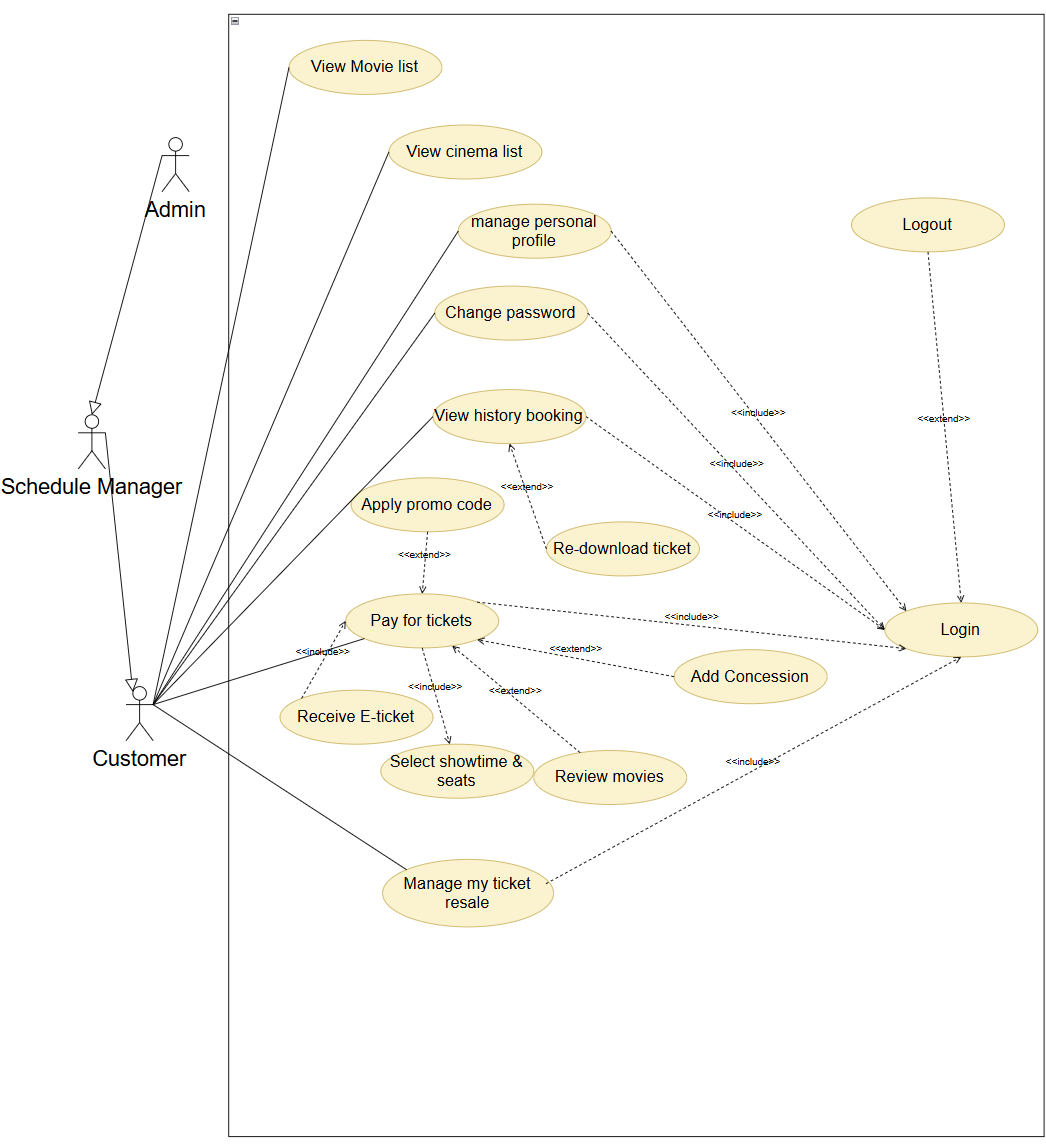 View Movie list
View cinema list
Admin
manage personal
profile
Logout
Change password
<<include>>
View history booking
<<extend>>
<<include>>
Schedule Manager
<<extend>>
Apply promo code
<<include>>
Re-download ticket
<<extend>>
Pay for tickets
<<include>>
Login
<<include>>
<<extend>>
Add Concession
<<include>>
<<extend>>
Receive E-ticket
Customer
Select showtime &
seats
Review movies
<<include>>
Manage my ticket
resale